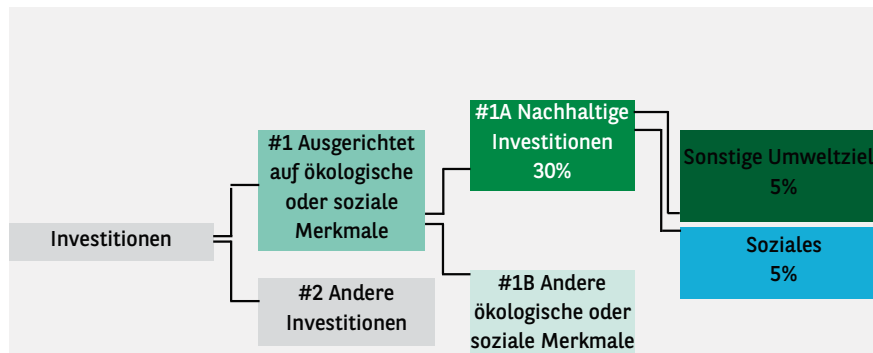 Investitionen
#1 Ausgerichtet
auf ökologische
oder soziale
Merkmale
#2 Andere
Investitionen
#1A Nachhaltige
Investitionen
30%
#1B Andere
ökologische oder
soziale Merkmale
Sonstige Umweltziel
5%
Soziales
5%